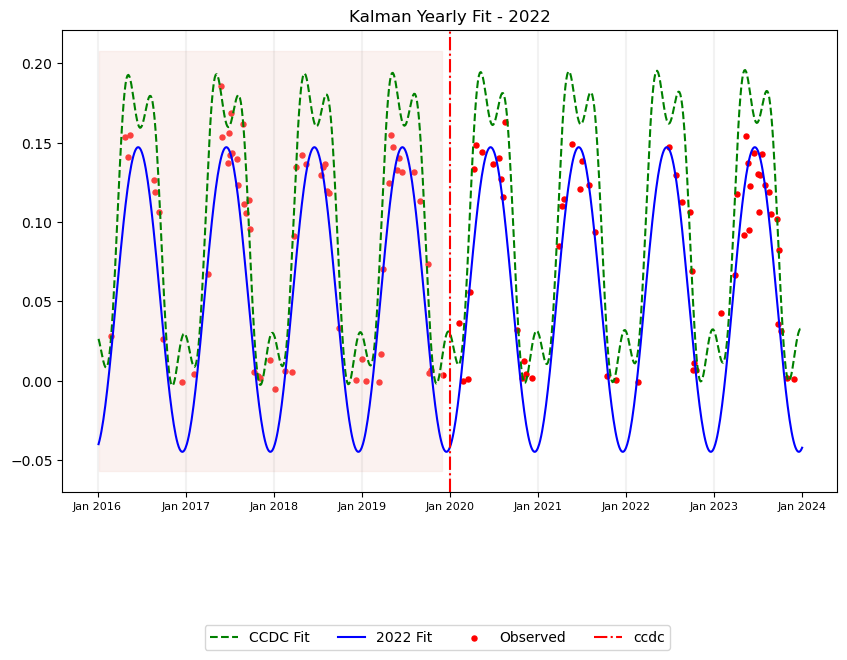 Kalman Yearly Fit - 2022
0.20
0.15
0.10
0.05
0.00
−0.05
Jan 2016 Jan 2017 Jan 2018 Jan 2019 Jan 2020 Jan 2021 Jan 2022 Jan 2023 Jan 2024
CCDC Fit 2022 Fit Observed ccdc